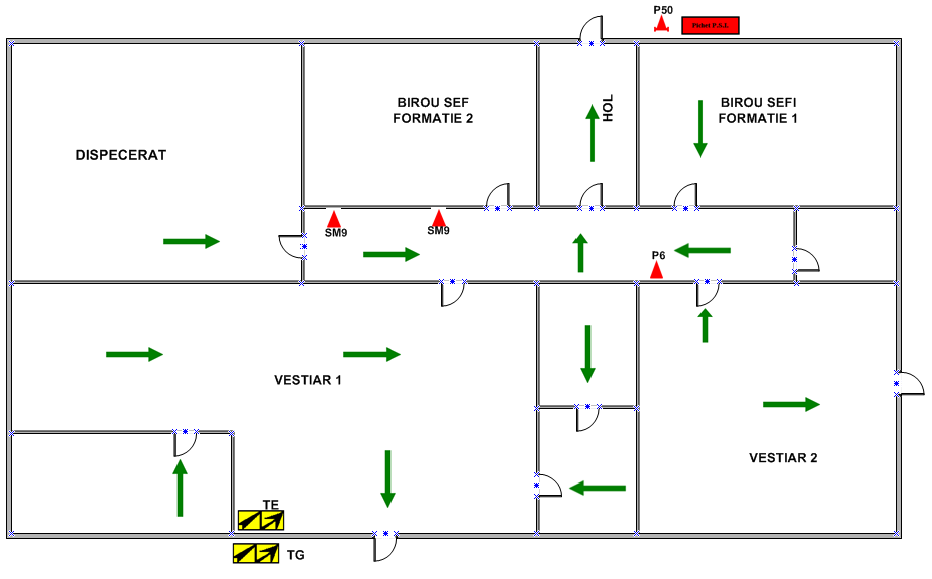 P50
Pichet P.S.I.
BIROU SEF
FORMATIE 2
HOL
BIROU SEFI
FORMATIE 1
DISPECERAT
SM9
SM9
P6
VESTIAR 1
VESTIAR 2
TE
TG